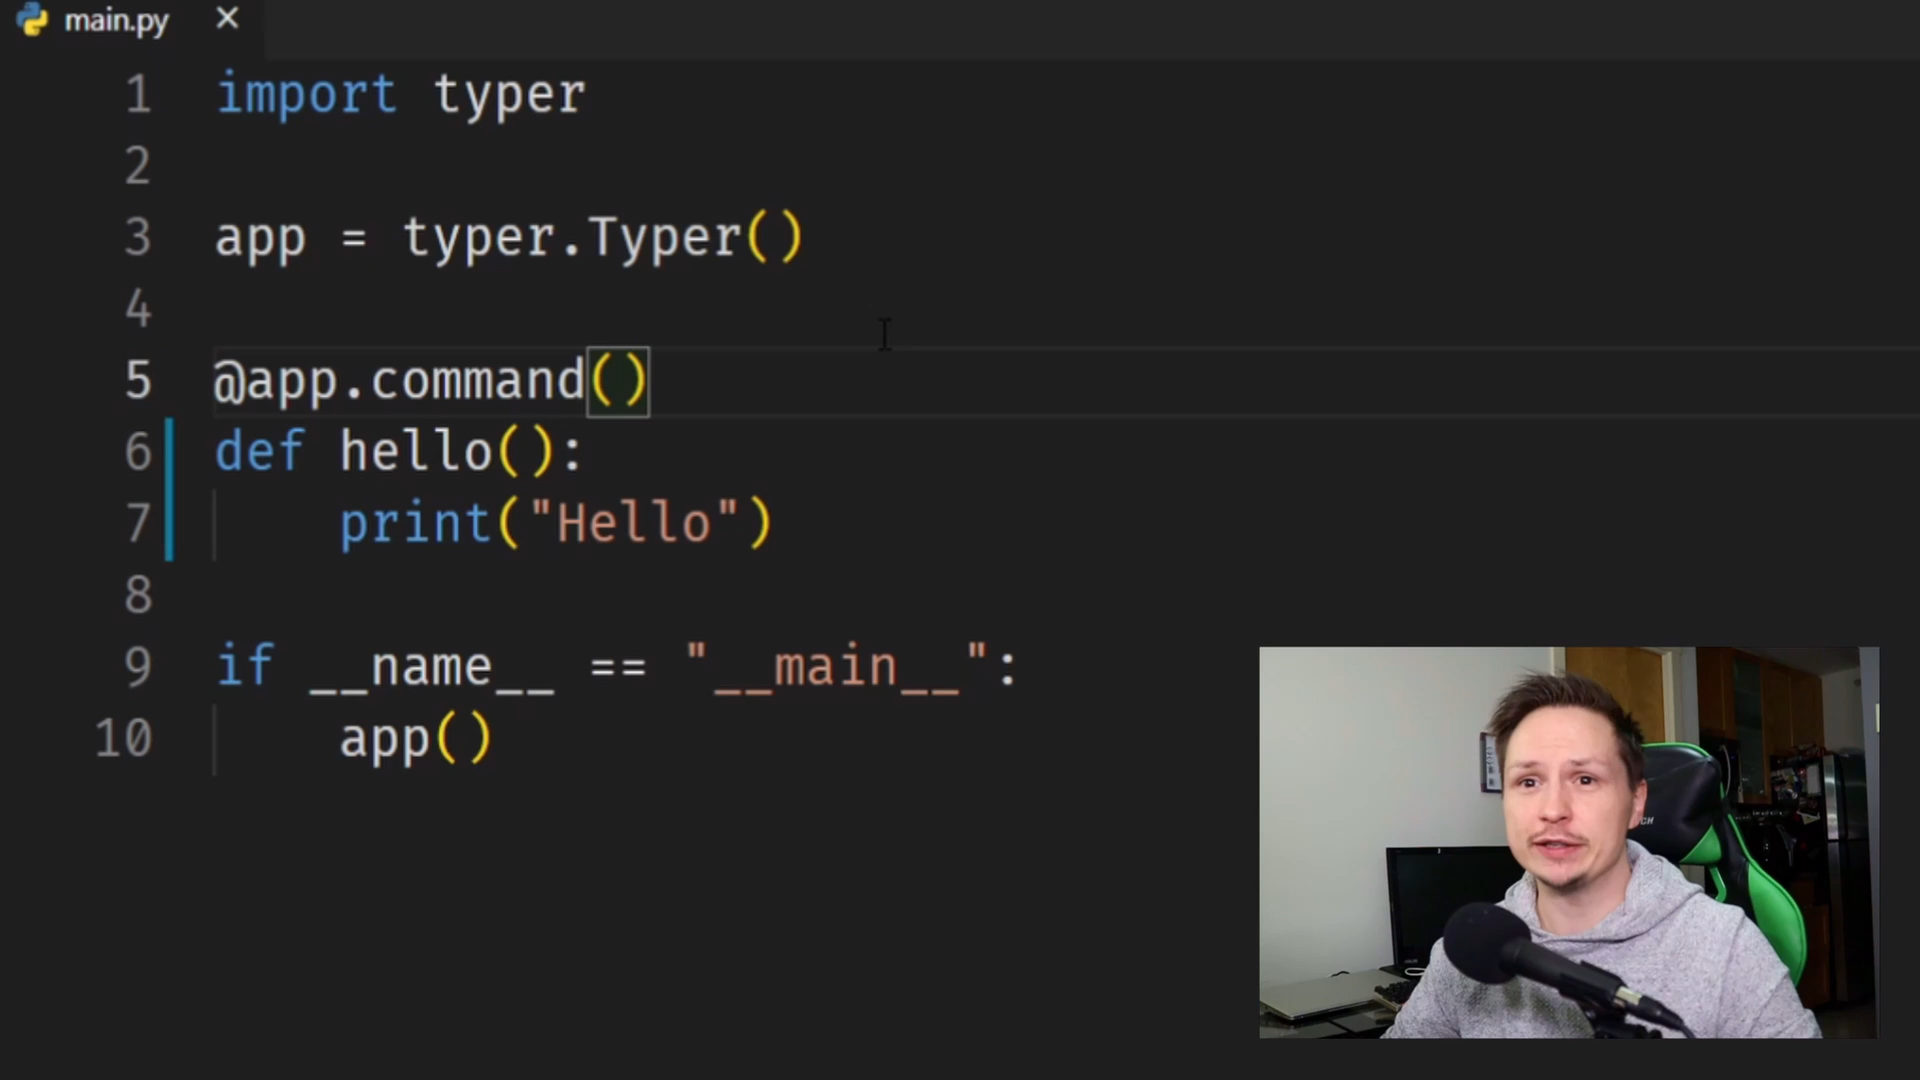 main.py
1 import typer
2
3 app = typer.Typer()
4
5 @app.command()
6 def hello():
7 print("Hello")
8
9 if __name__ == "__main__":
10 app()